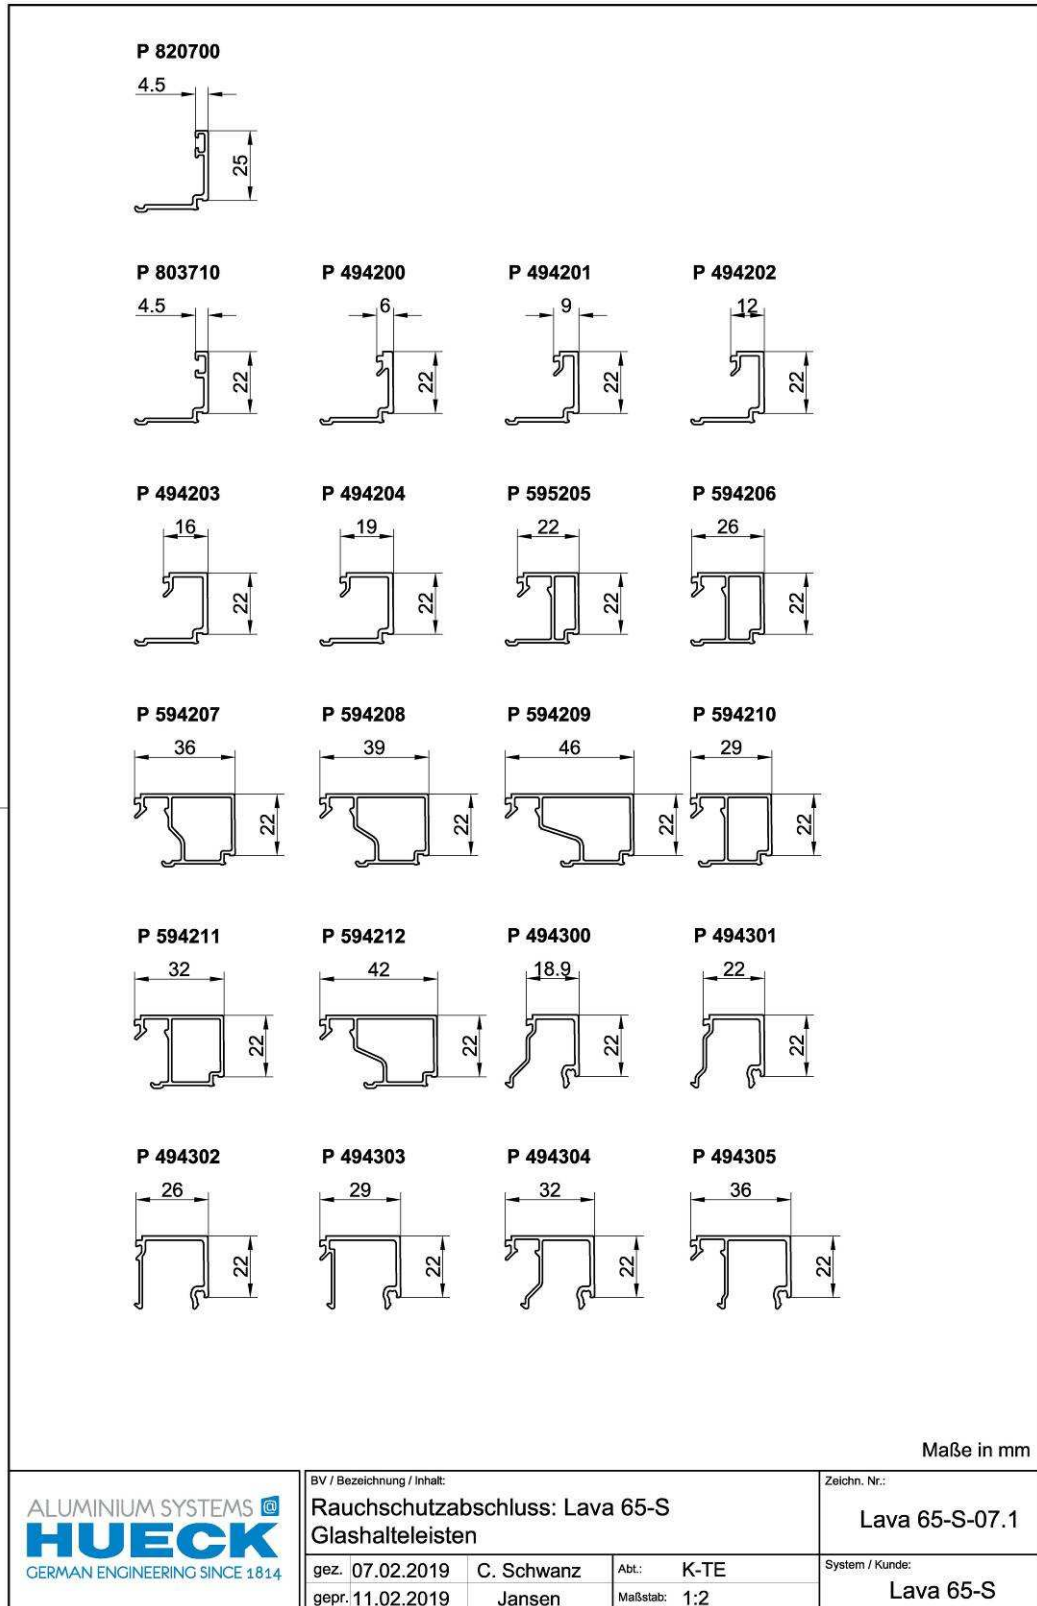 P 820700
4.5
25
P 803710 P 494200 P 494201 P 494202
4.5 6 9 12
22 22 22 22
P 494203 P 494204 P 595205 P 594206
16 19 22 26
22 22 22 22
P 594207 P 594208 P 594209 P 594210
36 39 46 29
22 22 22 22
P 594211 P 594212 P 494300 P 494301
32 42 18.9 22
22 22 22 22
P 494302 P 494303 P 494304 P 494305
26 29 32 36
22 22 22 22
Maße in mm
ALUMINIUM SYSTEMS @
HUECK
GERMAN ENGINEERING SINCE 1814
BV / Bezeichnung / Inhalt:
Rauchschutzabschluss: Lava 65-S
Glashalteleisten
Zeichn. Nr.:
Lava 65-S-07.1
gez. 07.02.2019 C. Schwanz Abt.: K-TE
gepr. 11.02.2019 Jansen Maßstab: 1:2
System / Kunde:
Lava 65-S